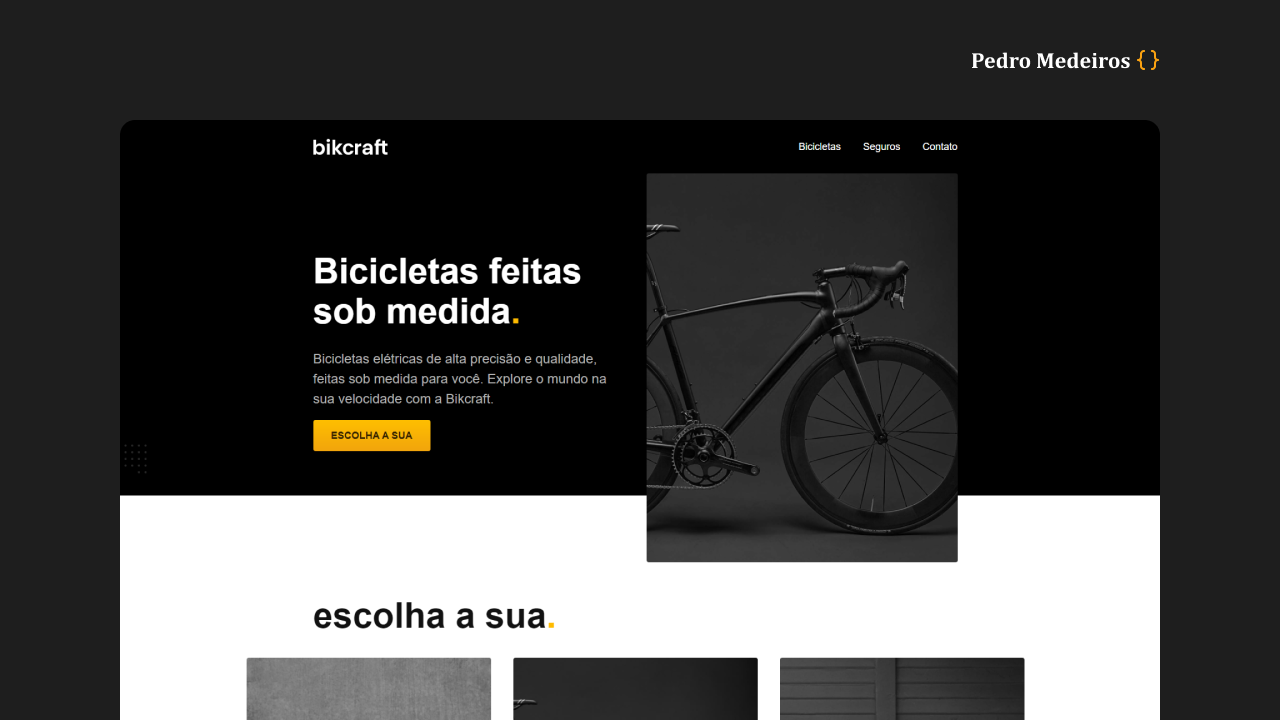 Pedro Medeiros {}
bikcraft
Bicicletas Seguros Contato
Bicicletas feitas
sob medida.
Bicicletas elétricas de alta precisão e qualidade,
feitas sob medida para você. Explore o mundo na
sua velocidade com a Bikcraft.
ESCOLHA A SUA
escolha a sua.